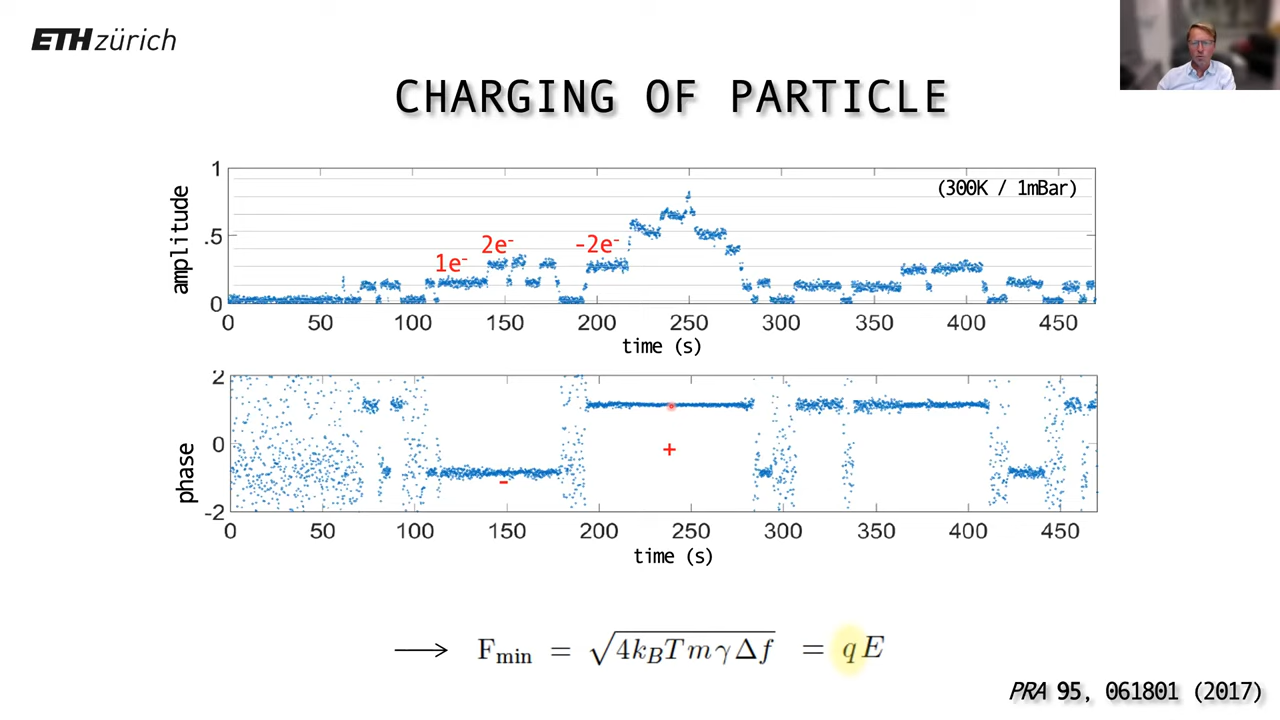 ETH zürich
CHARGING OF PARTICLE
(300K / 1mBar)
amplitude
1
.5
0
1e-
2e-
-2e-
0 50 100 150 200 250 300 350 400 450
time (s)
phase
2
0
-2
-
+
0 50 100 150 200 250 300 350 400 450
time (s)
⟶ F_min = √(4k_BTmγΔf) = qE
PRA 95, 061801 (2017)